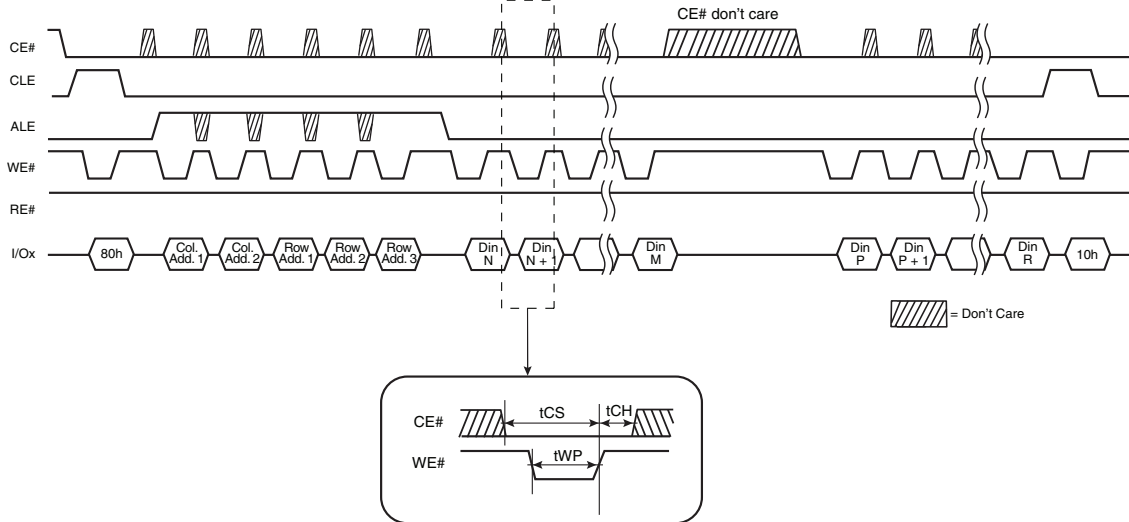 CE# don't care
CE#
CLE
ALE
WE#
RE#
I/Ox
80h
Col.
Add. 1
Col.
Add. 2
Row
Add. 1
Row
Add. 2
Row
Add. 3
Din
N
Din
N + 1
Din
M
Din
P
Din
P + 1
Din
R
10h
= Don't Care
CE#
tCS
tCH
WE#
tWP